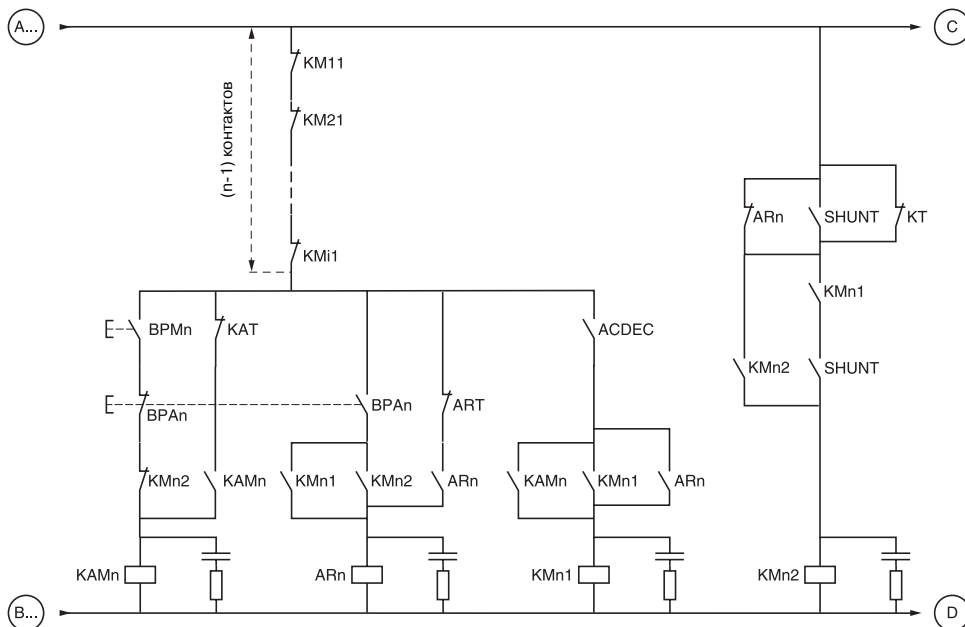 A... C
KM11
KM21
(n-1) контактов
ARn SHUNT KT
KMi1
KMn1
BPMn KAT ACDEC
KMn2 SHUNT
BPAn BPAn ART
KMn2 KAMn KMn1 KMn2 ARn KAMn KMn1 ARn
KAMn ARn KMn1 KMn2
B... D